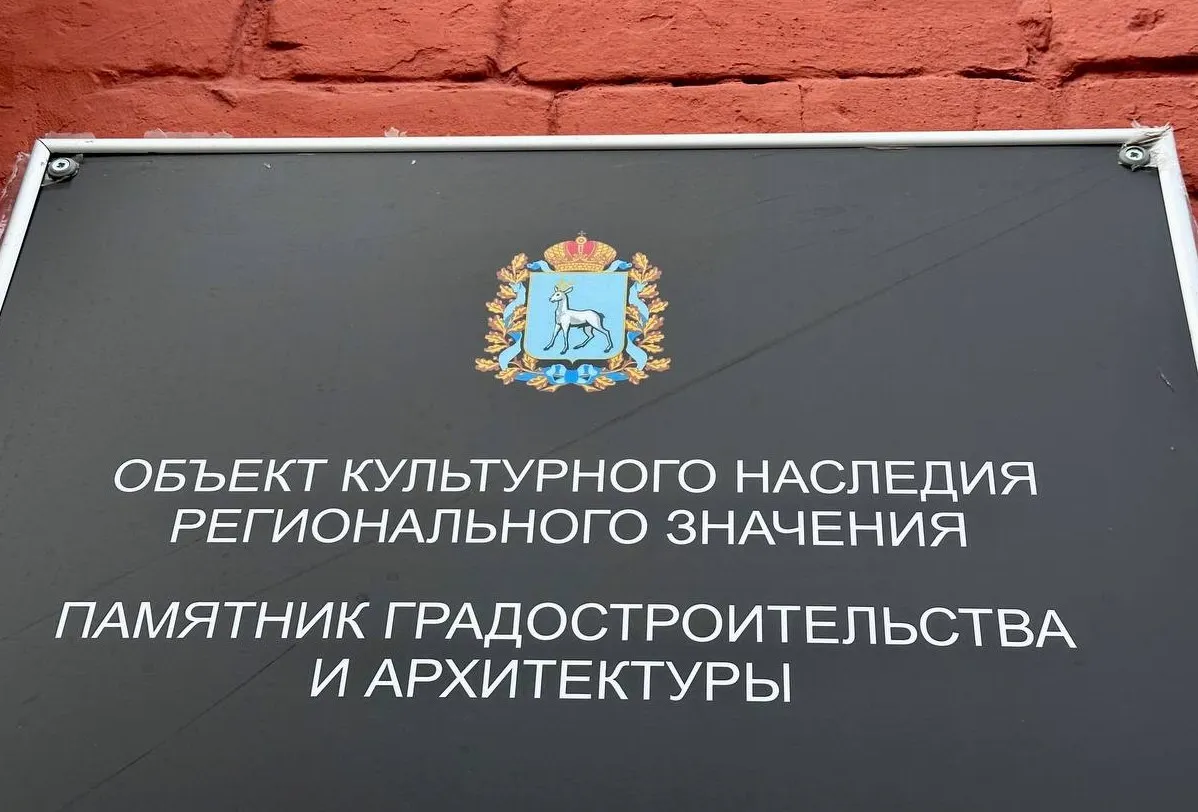 ОБЪЕКТ КУЛЬТУРНОГО НАСЛЕДИЯ
РЕГИОНАЛЬНОГО ЗНАЧЕНИЯ
ПАМЯТНИК ГРАДОСТРОИТЕЛЬСТВА
И АРХИТЕКТУРЫ